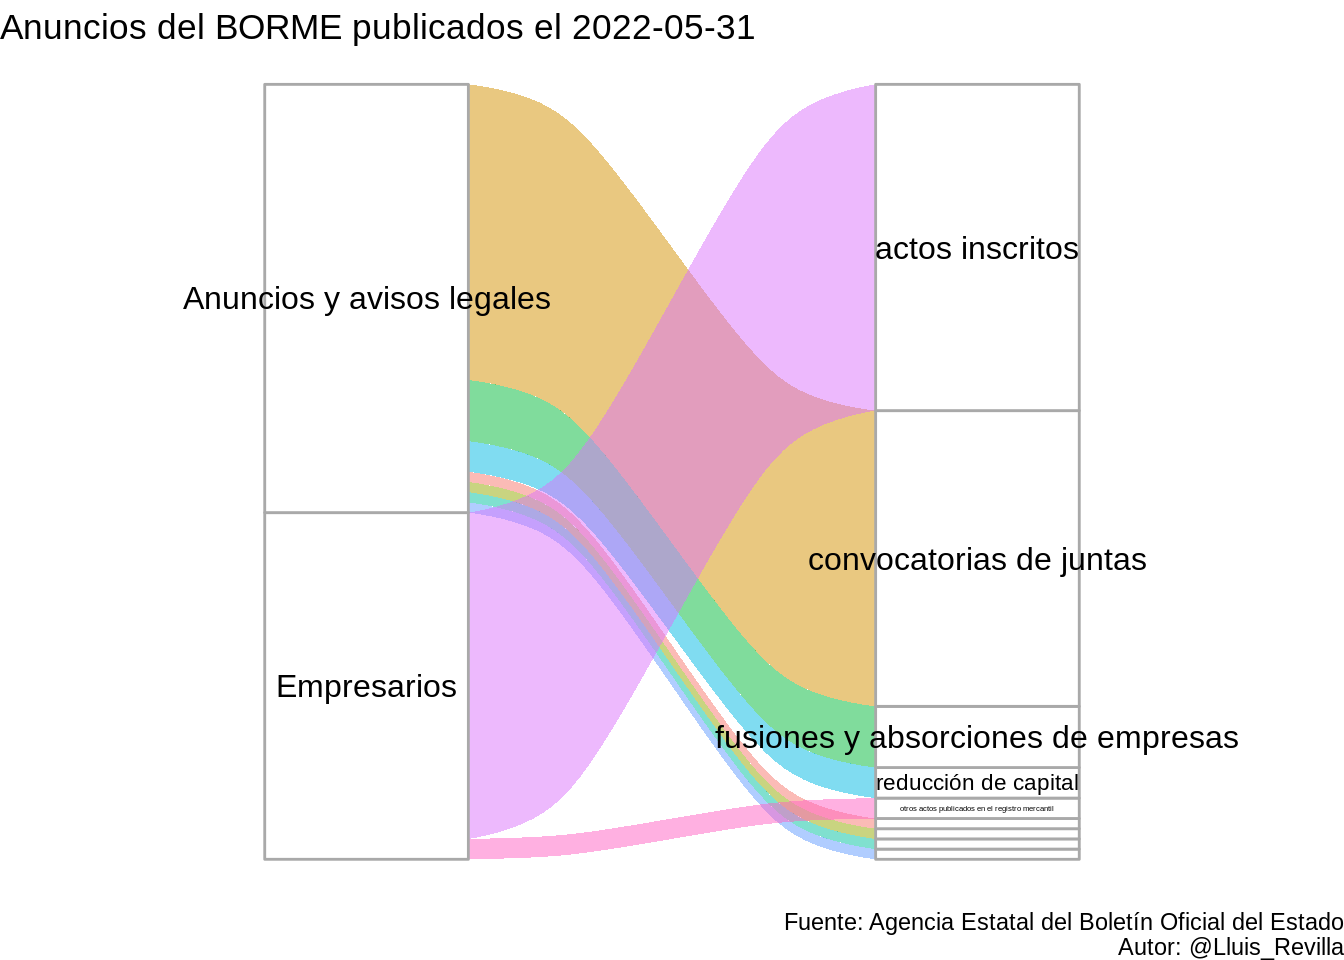 Anuncios del BORME publicados el 2022-05-31
actos inscritos
Anuncios y avisos legales
convocatorias de juntas
Empresarios
fusiones y absorciones de empresas
reducción de capital
otros actos publicados en el registro mercantil
Fuente: Agencia Estatal del Boletín Oficial del Estado
Autor: @Lluis_Revilla